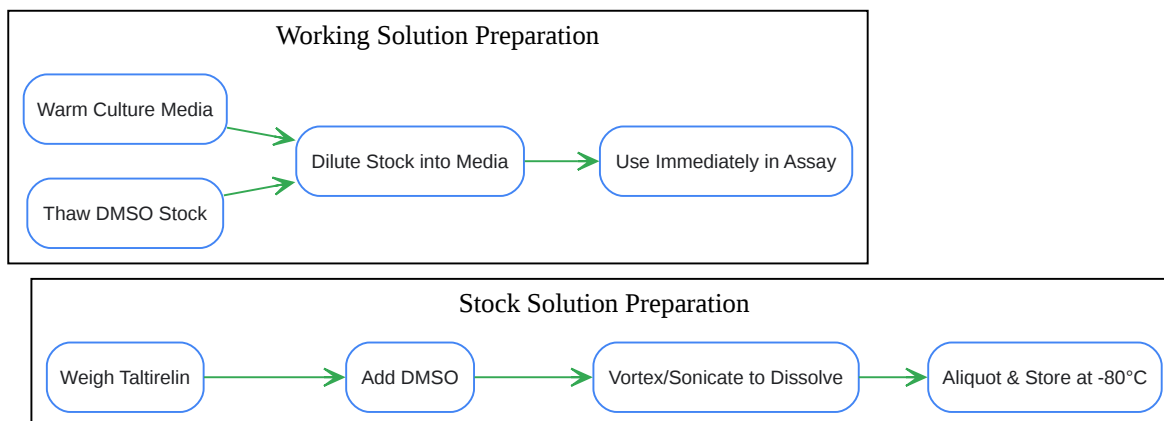 Working Solution Preparation
Warm Culture Media
Thaw DMSO Stock
Dilute Stock into Media
Use Immediately in Assay
Stock Solution Preparation
Weigh Taltirelin
Add DMSO
Vortex/Sonicate to Dissolve
Aliquot & Store at -80°C